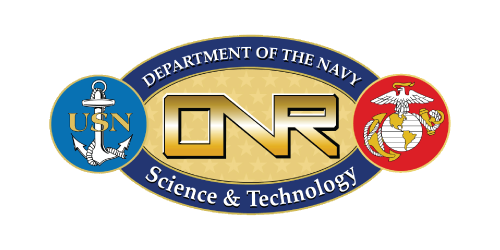 DEPARTMENT OF THE NAVY
USN
ONR
Science & Technology